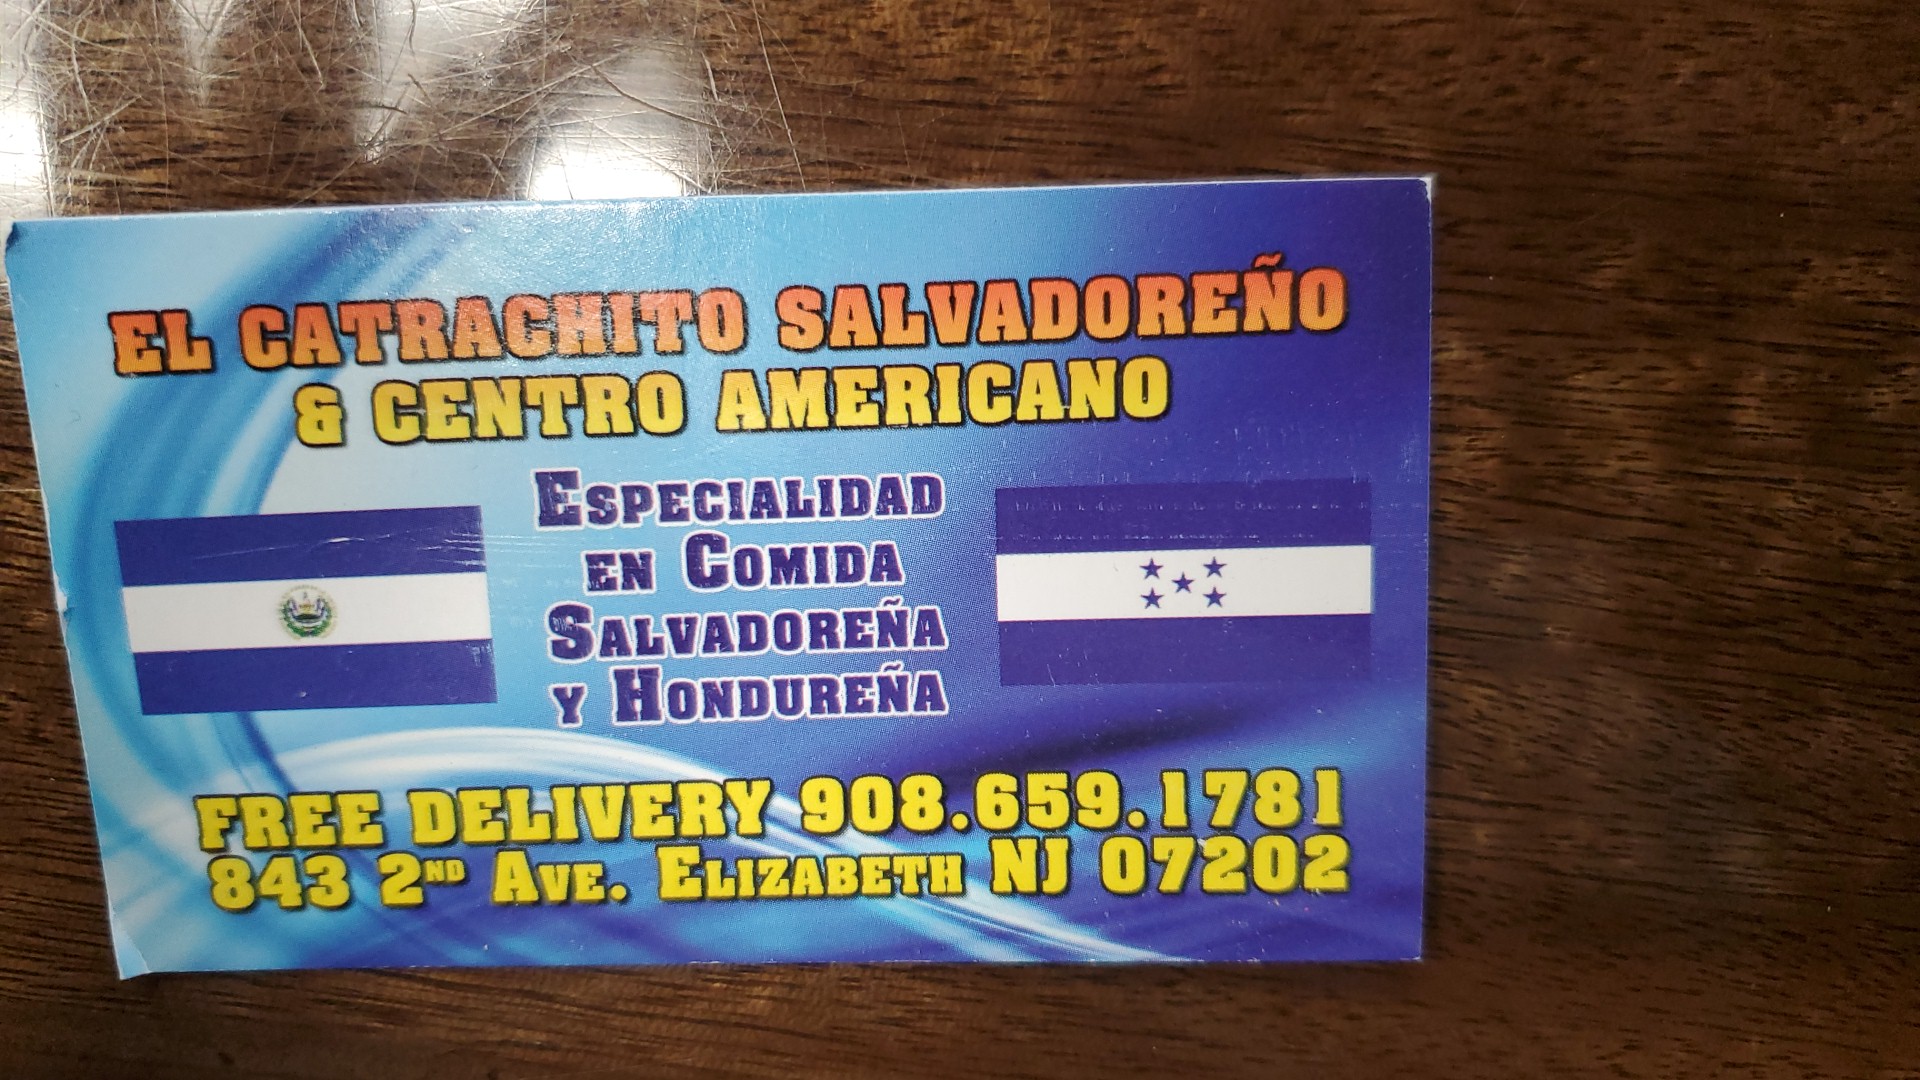 EL CATRACHITO SALVADOREÑO
& CENTRO AMERICANO
ESPECIALIDAD
EN COMIDA
SALVADOREÑA
Y HONDUREÑA
FREE DELIVERY 908.659.1781
843 2ND AVE. ELIZABETH NJ 07202